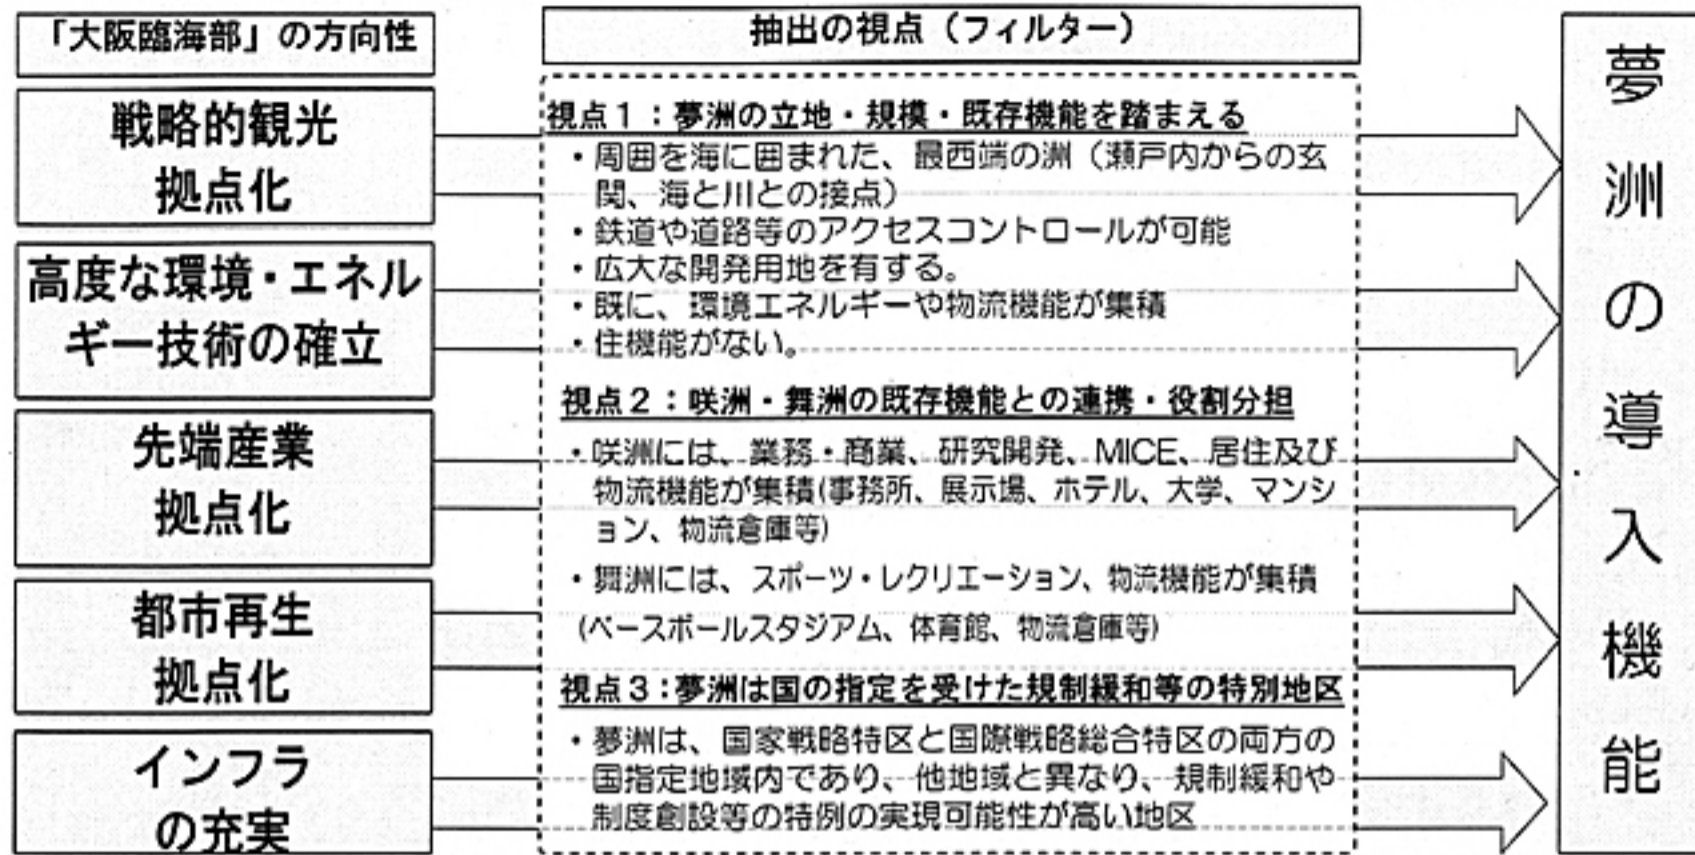 「大阪臨海部」の方向性
戦略的観光
拠点化
高度な環境・エネル
ギー技術の確立
先端産業
拠点化
都市再生
拠点化
インフラ
の充実
抽出の視点（フィルター）
視点1：夢洲の立地・規模・既存機能を踏まえる
・周囲を海に囲まれた、最西端の洲（瀬戸内からの玄
関、海と川との接点）
・鉄道や道路等のアクセスコントロールが可能
・広大な開発用地を有する。
・既に、環境エネルギーや物流機能が集積
・住機能がない。
視点2：咲洲・舞洲の既存機能との連携・役割分担
・咲洲には、業務・商業、研究開発、MICE、居住及び
物流機能が集積(事務所、展示場、ホテル、大学、マンシ
ョン、物流倉庫等)
・舞洲には、スポーツ・レクリエーション、物流機能が集積
(ベースボールスタジアム、体育館、物流倉庫等)
視点3：夢洲は国の指定を受けた規制緩和等の特別地区
・夢洲は、国家戦略特区と国際戦略総合特区の両方の
国指定地域内であり、他地域と異なり、規制緩和や
制度創設等の特例の実現可能性が高い地区
夢洲の導入機能